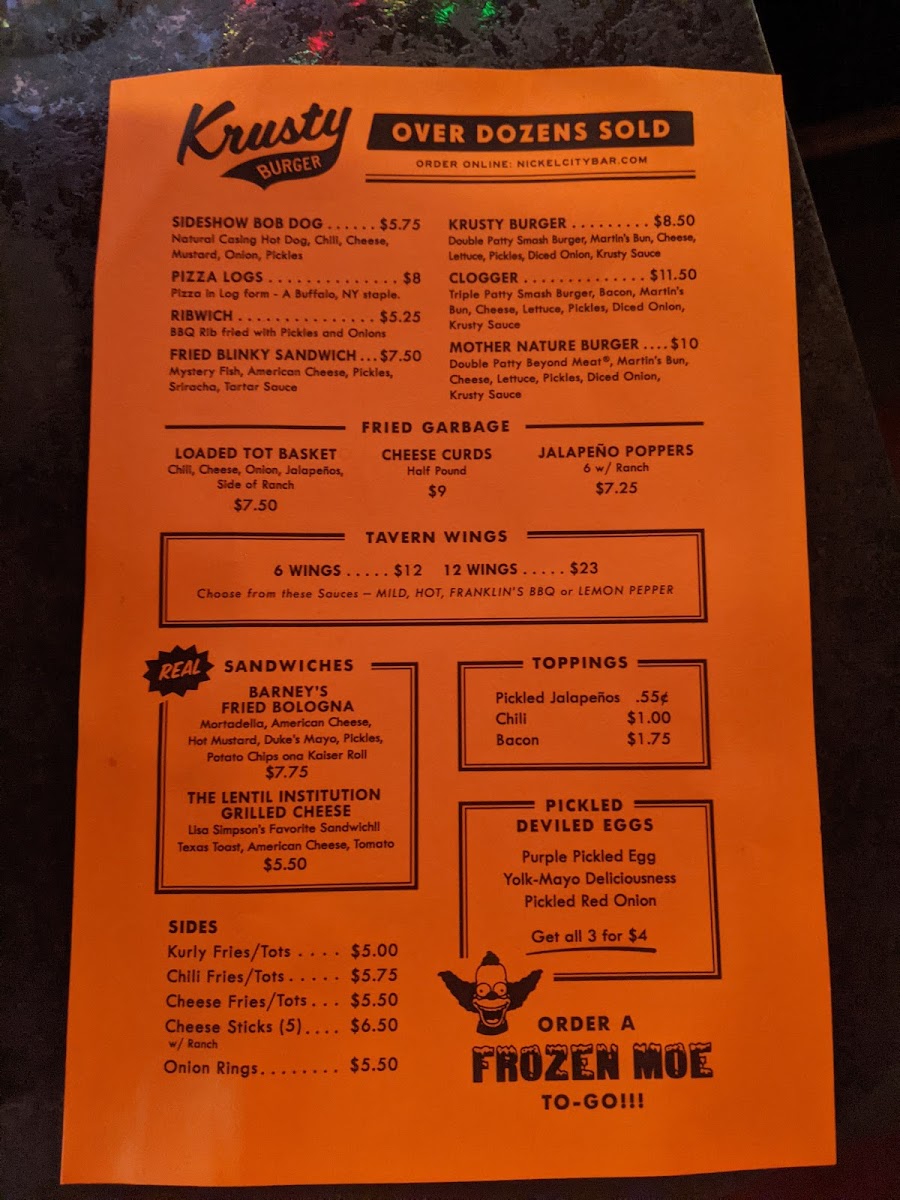 Krusty
BURGER
OVER DOZENS SOLD
ORDER ONLINE: NICKELCITYBAR.COM
SIDESHOW BOB DOG ...... $5.75
Natural Casing Hot Dog, Chili, Cheese,
Mustard, Onion, Pickles
PIZZA LOGS .............. $8
Pizza in Log form - A Buffalo, NY staple.
RIBWICH ................ $5.25
BBQ Rib fried with Pickles and Onions
FRIED BLINKY SANDWICH ... $7.50
Mystery Fish, American Cheese, Pickles,
Sriracha, Tartar Sauce
KRUSTY BURGER ......... $8.50
Double Patty Smash Burger, Martin's Bun, Cheese,
Lettuce, Pickles, Diced Onion, Krusty Sauce
CLOGGER .............. $11.50
Triple Patty Smash Burger, Bacon, Martin's
Bun, Cheese, Lettuce, Pickles, Diced Onion,
Krusty Sauce
MOTHER NATURE BURGER .... $10
Double Patty Beyond Meat®, Martin's Bun,
Cheese, Lettuce, Pickles, Diced Onion,
Krusty Sauce
FRIED GARBAGE
LOADED TOT BASKET
Chili, Cheese, Onion, Jalapeños,
Side of Ranch
$7.50
CHEESE CURDS
Half Pound
$9
JALAPEÑO POPPERS
6 w/ Ranch
$7.25
TAVERN WINGS
6 WINGS ..... $12 12 WINGS ..... $23
Choose from these Sauces – MILD, HOT, FRANKLIN'S BBQ or LEMON PEPPER
REAL SANDWICHES
BARNEY'S
FRIED BOLOGNA
Mortadella, American Cheese,
Hot Mustard, Duke's Mayo, Pickles,
Potato Chips ona Kaiser Roll
$7.75
THE LENTIL INSTITUTION
GRILLED CHEESE
Lisa Simpson's Favorite Sandwich!!
Texas Toast, American Cheese, Tomato
$5.50
TOPPINGS
Pickled Jalapeños .55¢
Chili $1.00
Bacon $1.75
PICKLED
DEVILED EGGS
Purple Pickled Egg
Yolk-Mayo Deliciousness
Pickled Red Onion
Get all 3 for $4
SIDES
Kurly Fries/Tots .... $5.00
Chili Fries/Tots ..... $5.75
Cheese Fries/Tots ... $5.50
Cheese Sticks (5) .... $6.50
w/ Ranch
Onion Rings ........ $5.50
ORDER A
FROZEN MOE
TO-GO!!!